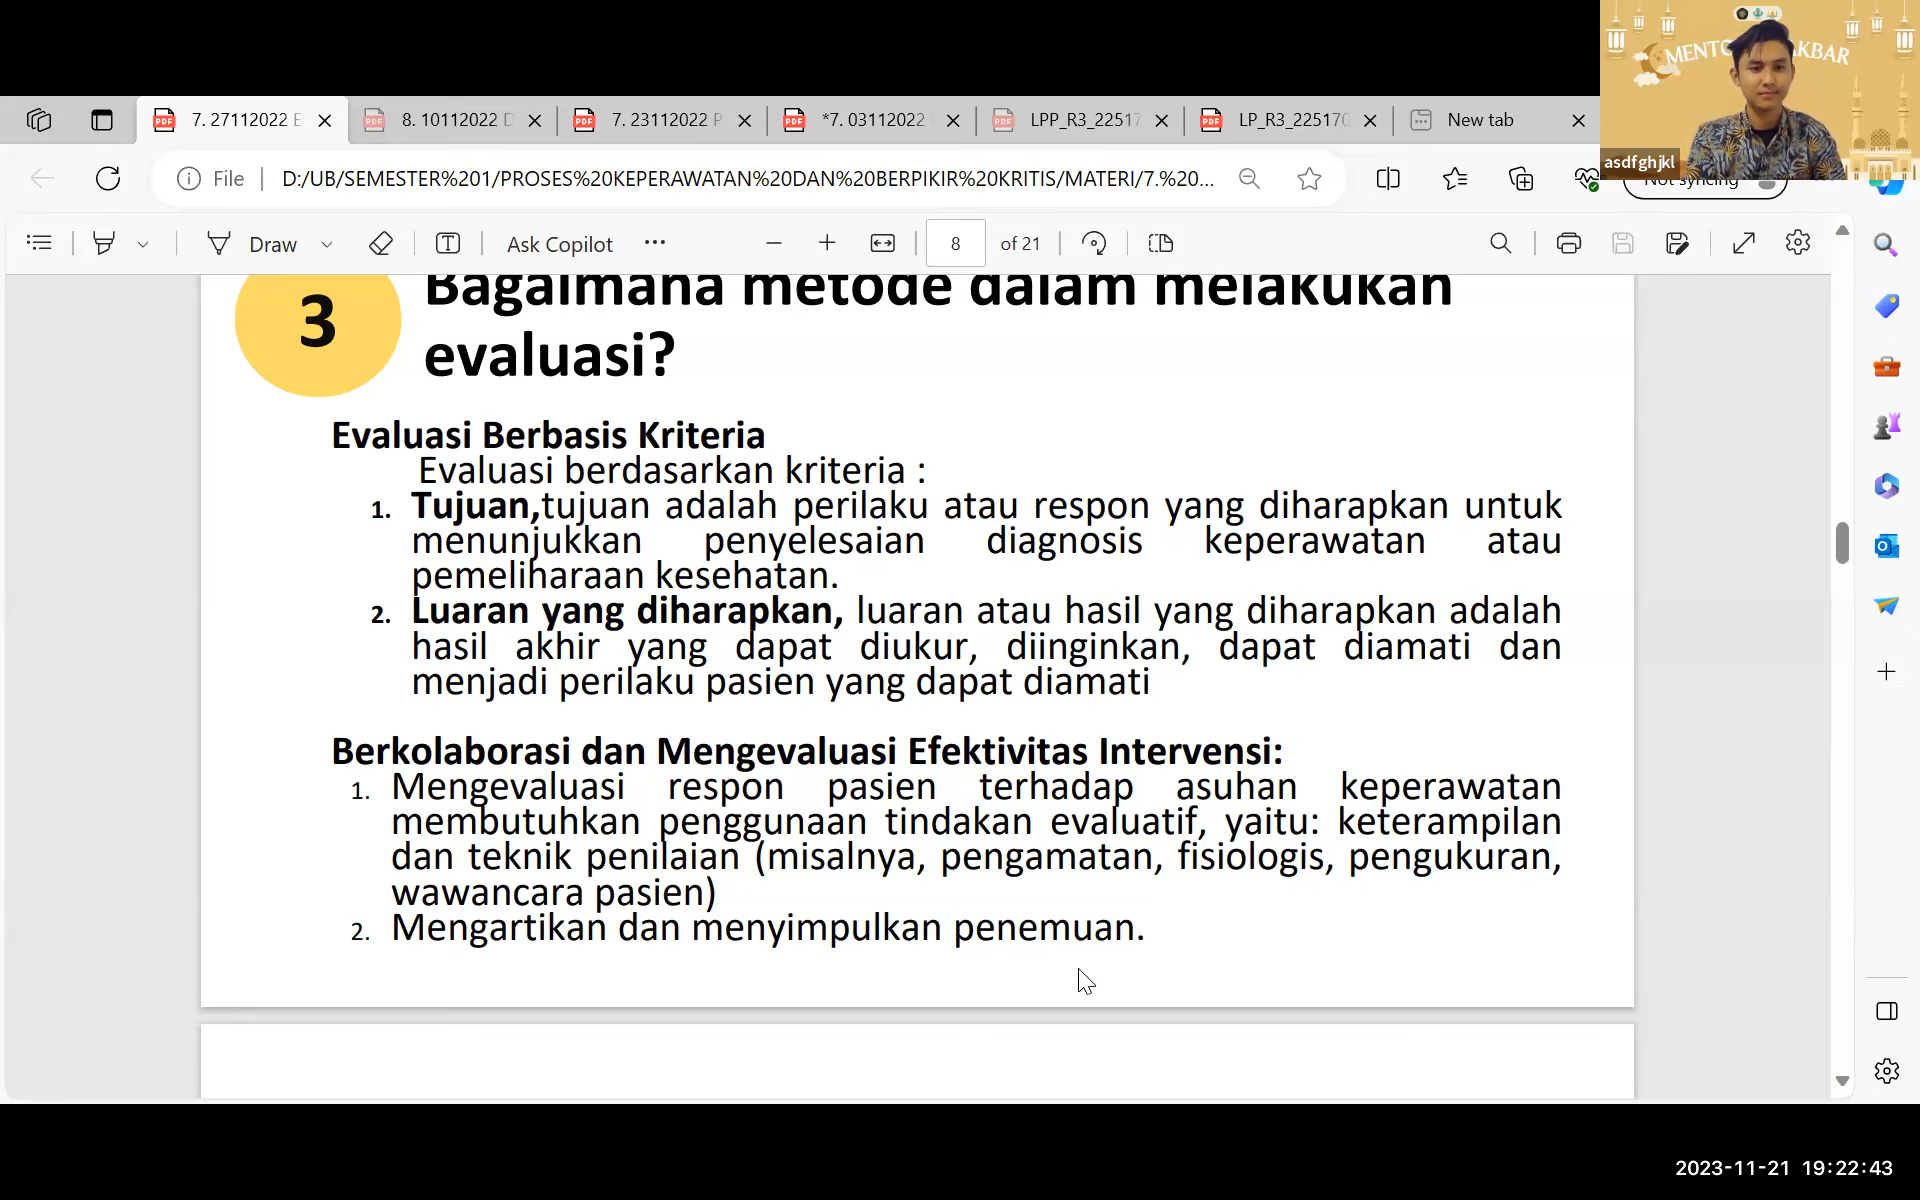 MENTO AKBAR
asdfghjkl
7. 27112022 E
8. 10112022 D
7. 23112022 P
*7. 03112022
LPP_R3_22517
LP_R3_225170
New tab
File
D:/UB/SEMESTER%201/PROSES%20KEPERAWATAN%20DAN%20BERPIKIR%20KRITIS/MATERI/7.%20...
Not syncing
Draw
Ask Copilot
8
of 21
3
Bagaimana metode dalam melakukan
evaluasi?
Evaluasi Berbasis Kriteria
Evaluasi berdasarkan kriteria :
1. Tujuan,tujuan adalah perilaku atau respon yang diharapkan untuk
menunjukkan penyelesaian diagnosis keperawatan atau
pemeliharaan kesehatan.
2. Luaran yang diharapkan, luaran atau hasil yang diharapkan adalah
hasil akhir yang dapat diukur, diinginkan, dapat diamati dan
menjadi perilaku pasien yang dapat diamati
Berkolaborasi dan Mengevaluasi Efektivitas Intervensi:
1. Mengevaluasi respon pasien terhadap asuhan keperawatan
membutuhkan penggunaan tindakan evaluatif, yaitu: keterampilan
dan teknik penilaian (misalnya, pengamatan, fisiologis, pengukuran,
wawancara pasien)
2. Mengartikan dan menyimpulkan penemuan.
2023-11-21 19:22:43